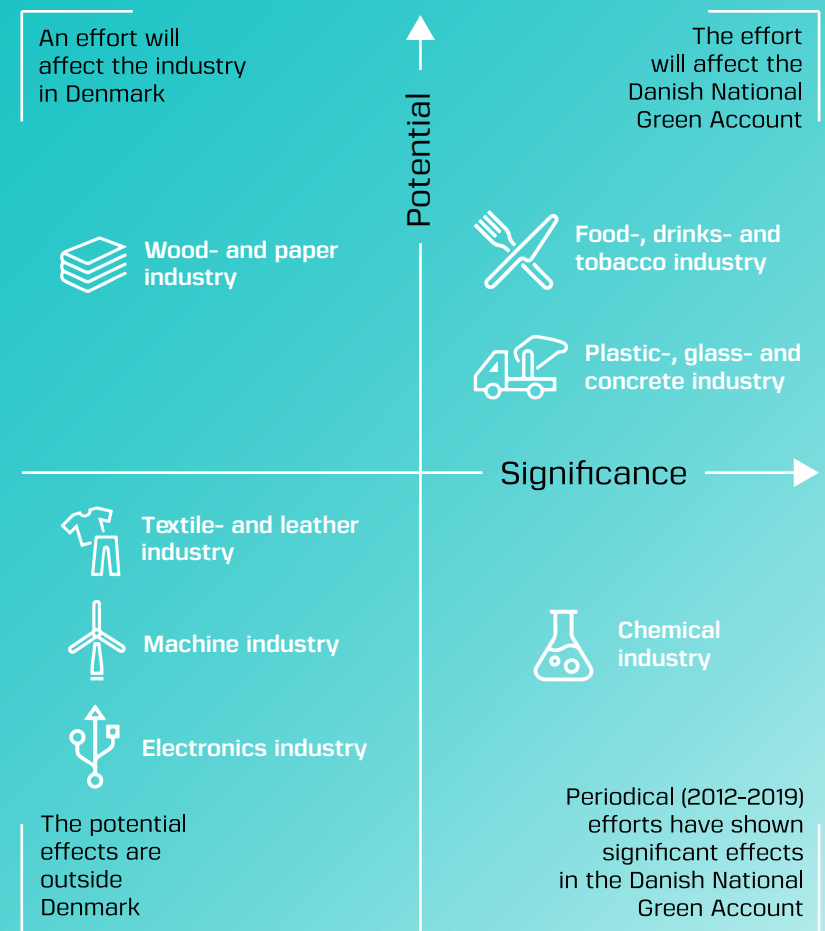 An effort will
affect the industry
in Denmark
The effort
will affect the
Danish National
Green Account
Potential
Wood- and paper
industry
Food-, drinks- and
tobacco industry
Plastic-, glass- and
concrete industry
Significance
Textile- and leather
industry
Machine industry
Electronics industry
Chemical
industry
The potential
effects are
outside
Denmark
Periodical (2012-2019)
efforts have shown
significant effects
in the Danish National
Green Account